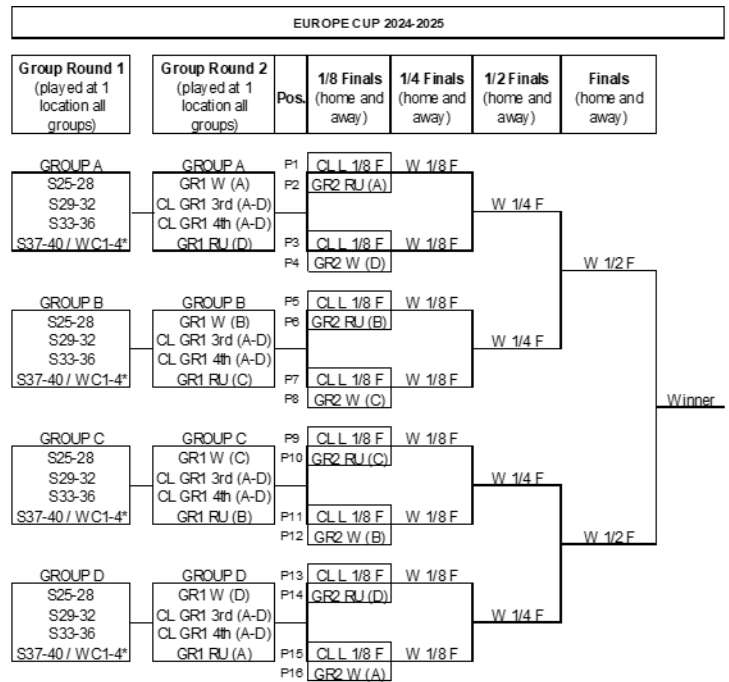 EUROPE CUP 2024-2025
Group Round 1
(played at 1
location all
groups)
Group Round 2
(played at 1
location all
groups)
Pos.
1/8 Finals
(home and
away)
1/4 Finals
(home and
away)
1/2 Finals
(home and
away)
Finals
(home and
away)
GROUP A GROUP A P1 CL L 1/8 F W 1/8 F
S25-28 GR1 W (A) P2 GR2 RU (A)
S29-32 CL GR1 3rd (A-D) W 1/4 F
S33-36 CL GR1 4th (A-D)
S37-40 / WC1-4* GR1 RU (D) P3 CL L 1/8 F W 1/8 F
P4 GR2 W (D) W 1/2 F
GROUP B GROUP B P5 CL L 1/8 F W 1/8 F
S25-28 GR1 W (B) P6 GR2 RU (B)
S29-32 CL GR1 3rd (A-D) W 1/4 F
S33-36 CL GR1 4th (A-D)
S37-40 / WC1-4* GR1 RU (C) P7 CL L 1/8 F W 1/8 F
P8 GR2 W (C) Winner
GROUP C GROUP C P9 CL L 1/8 F W 1/8 F
S25-28 GR1 W (C) P10 GR2 RU (C)
S29-32 CL GR1 3rd (A-D) W 1/4 F
S33-36 CL GR1 4th (A-D)
S37-40 / WC1-4* GR1 RU (B) P11 CL L 1/8 F W 1/8 F
P12 GR2 W (B) W 1/2 F
GROUP D GROUP D P13 CL L 1/8 F W 1/8 F
S25-28 GR1 W (D) P14 GR2 RU (D)
S29-32 CL GR1 3rd (A-D) W 1/4 F
S33-36 CL GR1 4th (A-D)
S37-40 / WC1-4* GR1 RU (A) P15 CL L 1/8 F W 1/8 F
P16 GR2 W (A)